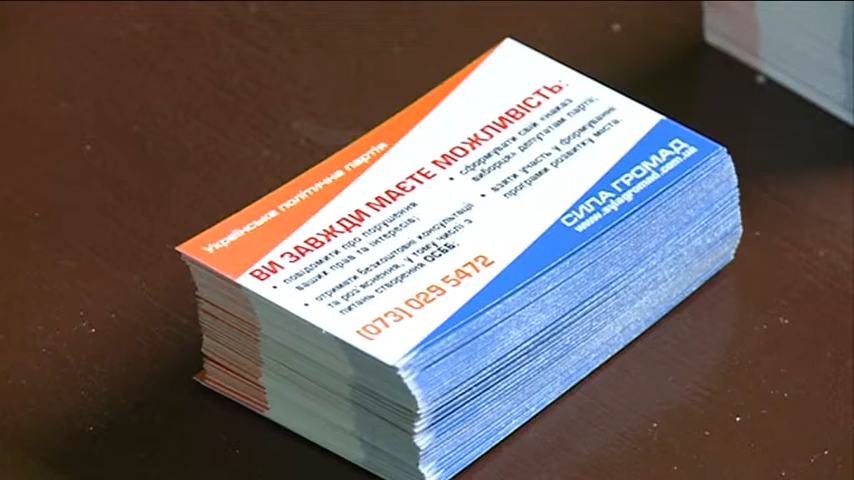 Українська політична партія
ВИ ЗАВЖДИ МАЄТЕ МОЖЛИВІСТЬ:
• повідомити про порушення
ваших прав та інтересів;
• отримати безкоштовні консультації
та роз'яснення, у тому числі з
питань створення ОСББ;
• сформувати свій «наказ
виборця» депутатам партії;
• взяти участь у формуванні
програми розвитку міста.
(073) 029 5472
СИЛА ГРОМАД
www.sylagromad.com.ua